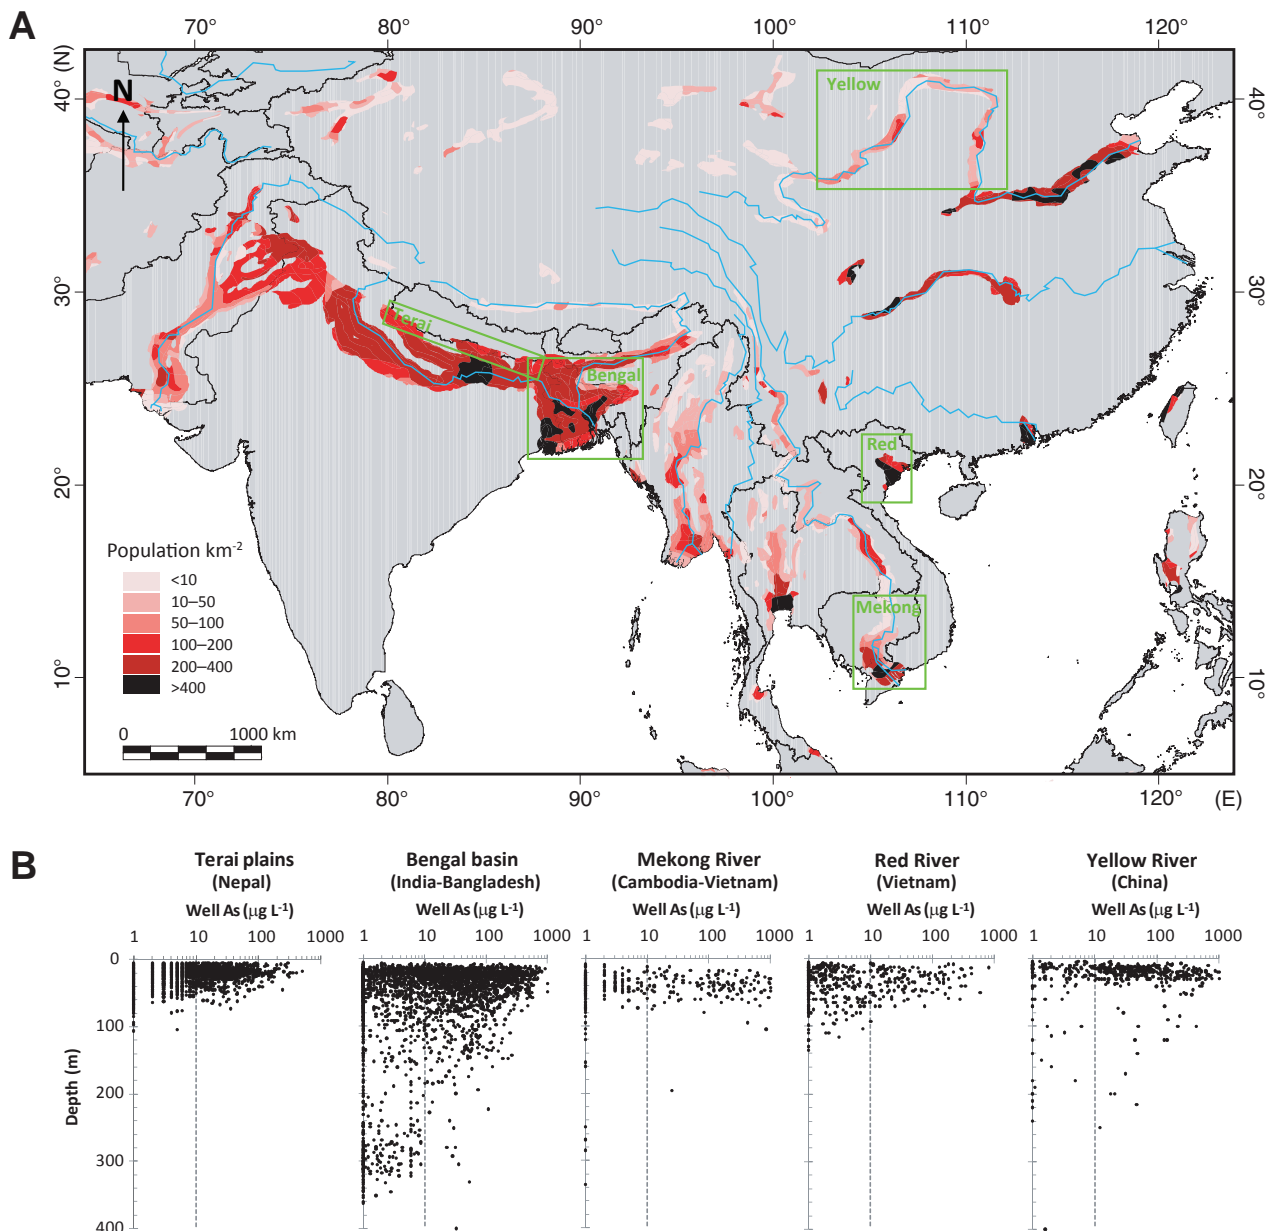 A
70° 80° 90° 100° 110° 120°
40° (N)
30°
20°
10°
40°
30°
20°
10°
N
Yellow
Terai
Bengal
Red
Mekong
Population km-2
<10
10–50
50–100
100–200
200–400
>400
0 1000 km
70° 80° 90° 100° 110° 120° (E)
B
Terai plains
(Nepal)
Well As (μg L-1)
1 10 100 1000
Bengal basin
(India-Bangladesh)
Well As (μg L-1)
1 10 100 1000
Mekong River
(Cambodia-Vietnam)
Well As (μg L-1)
1 10 100 1000
Red River
(Vietnam)
Well As (μg L-1)
1 10 100 1000
Yellow River
(China)
Well As (μg L-1)
1 10 100 1000
Depth (m)
0
100
200
300
400